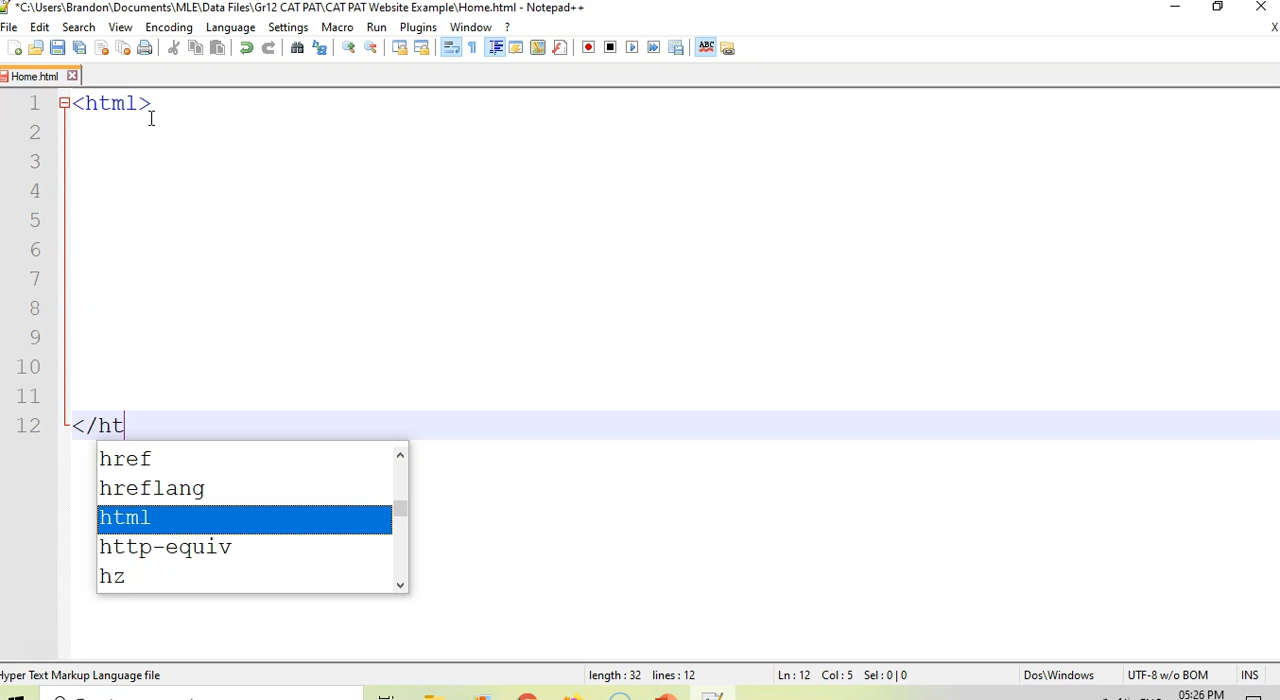 *C:\Users\Brandon\Documents\MLE\Data Files\Gr12 CAT PAT\CAT PAT Website Example\Home.html - Notepad++
File Edit Search View Encoding Language Settings Macro Run Plugins Window ? X
ABC
Home.html
1 <html>
2
3
4
5
6
7
8
9
10
11
12 </ht
href
hreflang
html
http-equiv
hz
Hyper Text Markup Language file length : 32 lines : 12 Ln : 12 Col : 5 Sel : 0 | 0 Dos\Windows UTF-8 w/o BOM INS
05:26 PM